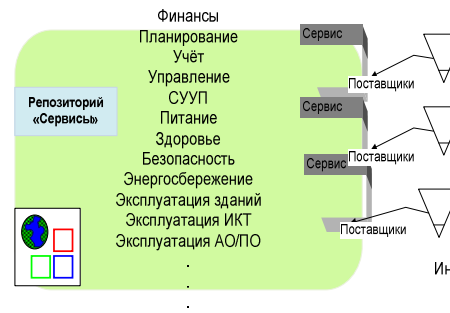 Финансы
Планирование
Учёт
Управление
СУУП
Питание
Здоровье
Безопасность
Энергосбережение
Эксплуатация зданий
Эксплуатация ИКТ
Эксплуатация АО/ПО
.
.
.
Репозиторий
«Сервисы»
Сервис
Поставщики
Сервис
Поставщики
Сервис
Поставщики
Ин